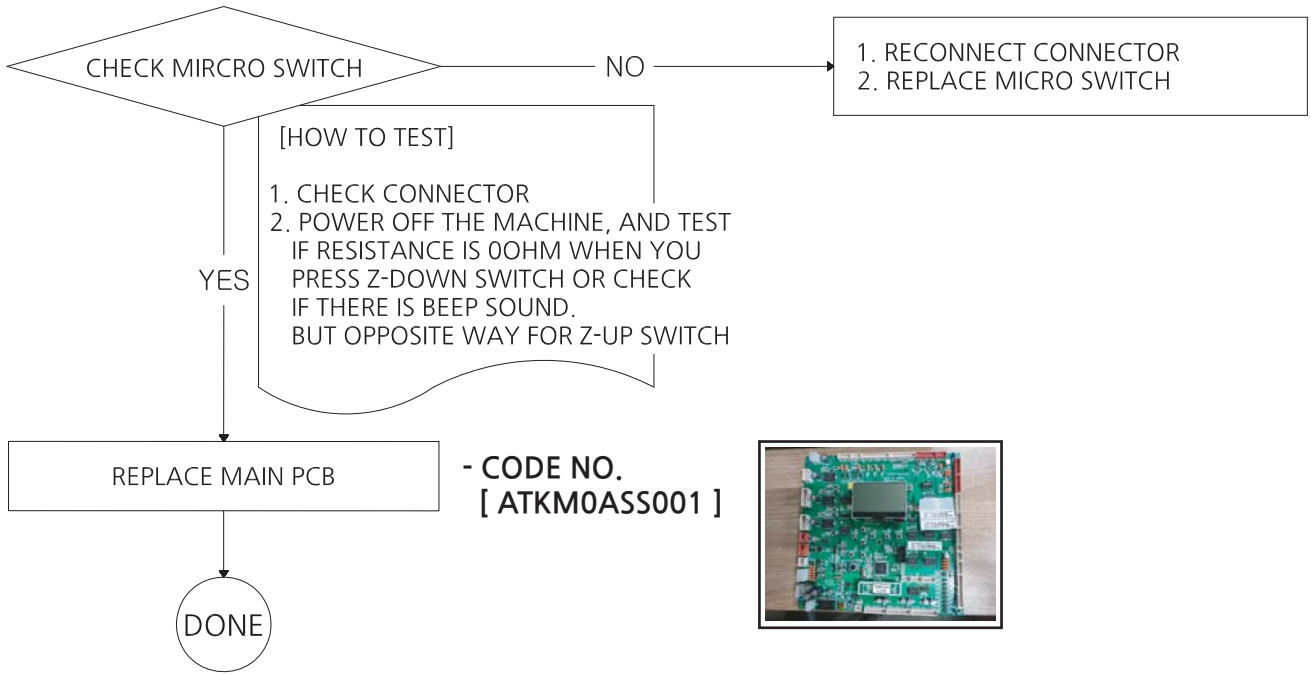 CHECK MIRCRO SWITCH
NO
1. RECONNECT CONNECTOR
2. REPLACE MICRO SWITCH
[HOW TO TEST]
1. CHECK CONNECTOR
2. POWER OFF THE MACHINE, AND TEST
IF RESISTANCE IS 0OHM WHEN YOU
PRESS Z-DOWN SWITCH OR CHECK
IF THERE IS BEEP SOUND.
BUT OPPOSITE WAY FOR Z-UP SWITCH
YES
REPLACE MAIN PCB
- CODE NO.
[ ATKM0ASS001 ]
DONE